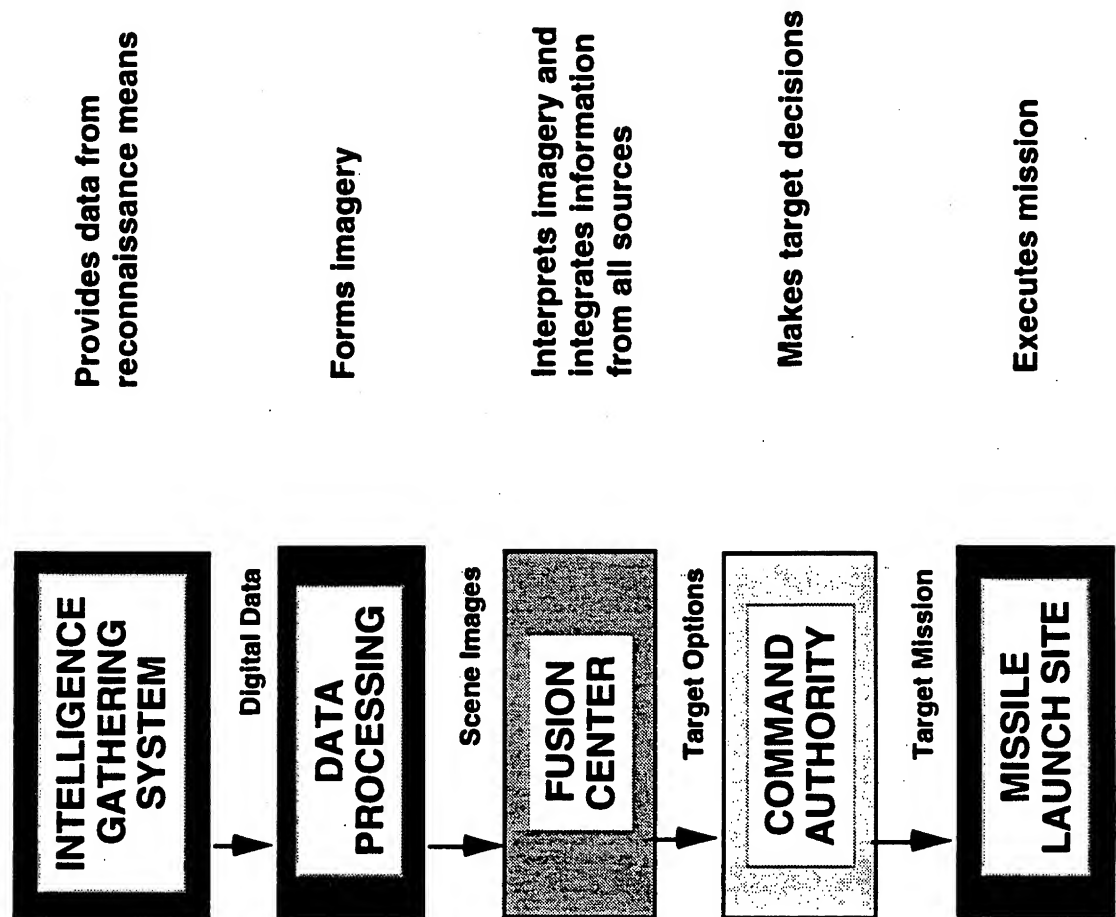 INTELLIGENCE
GATHERING
SYSTEM
Provides data from
reconnaissance means
Digital Data
DATA
PROCESSING
Forms imagery
Scene Images
FUSION
CENTER
Interprets imagery and
integrates information
from all sources
Target Options
COMMAND
AUTHORITY
Makes target decisions
Target Mission
MISSILE
LAUNCH SITE
Executes mission